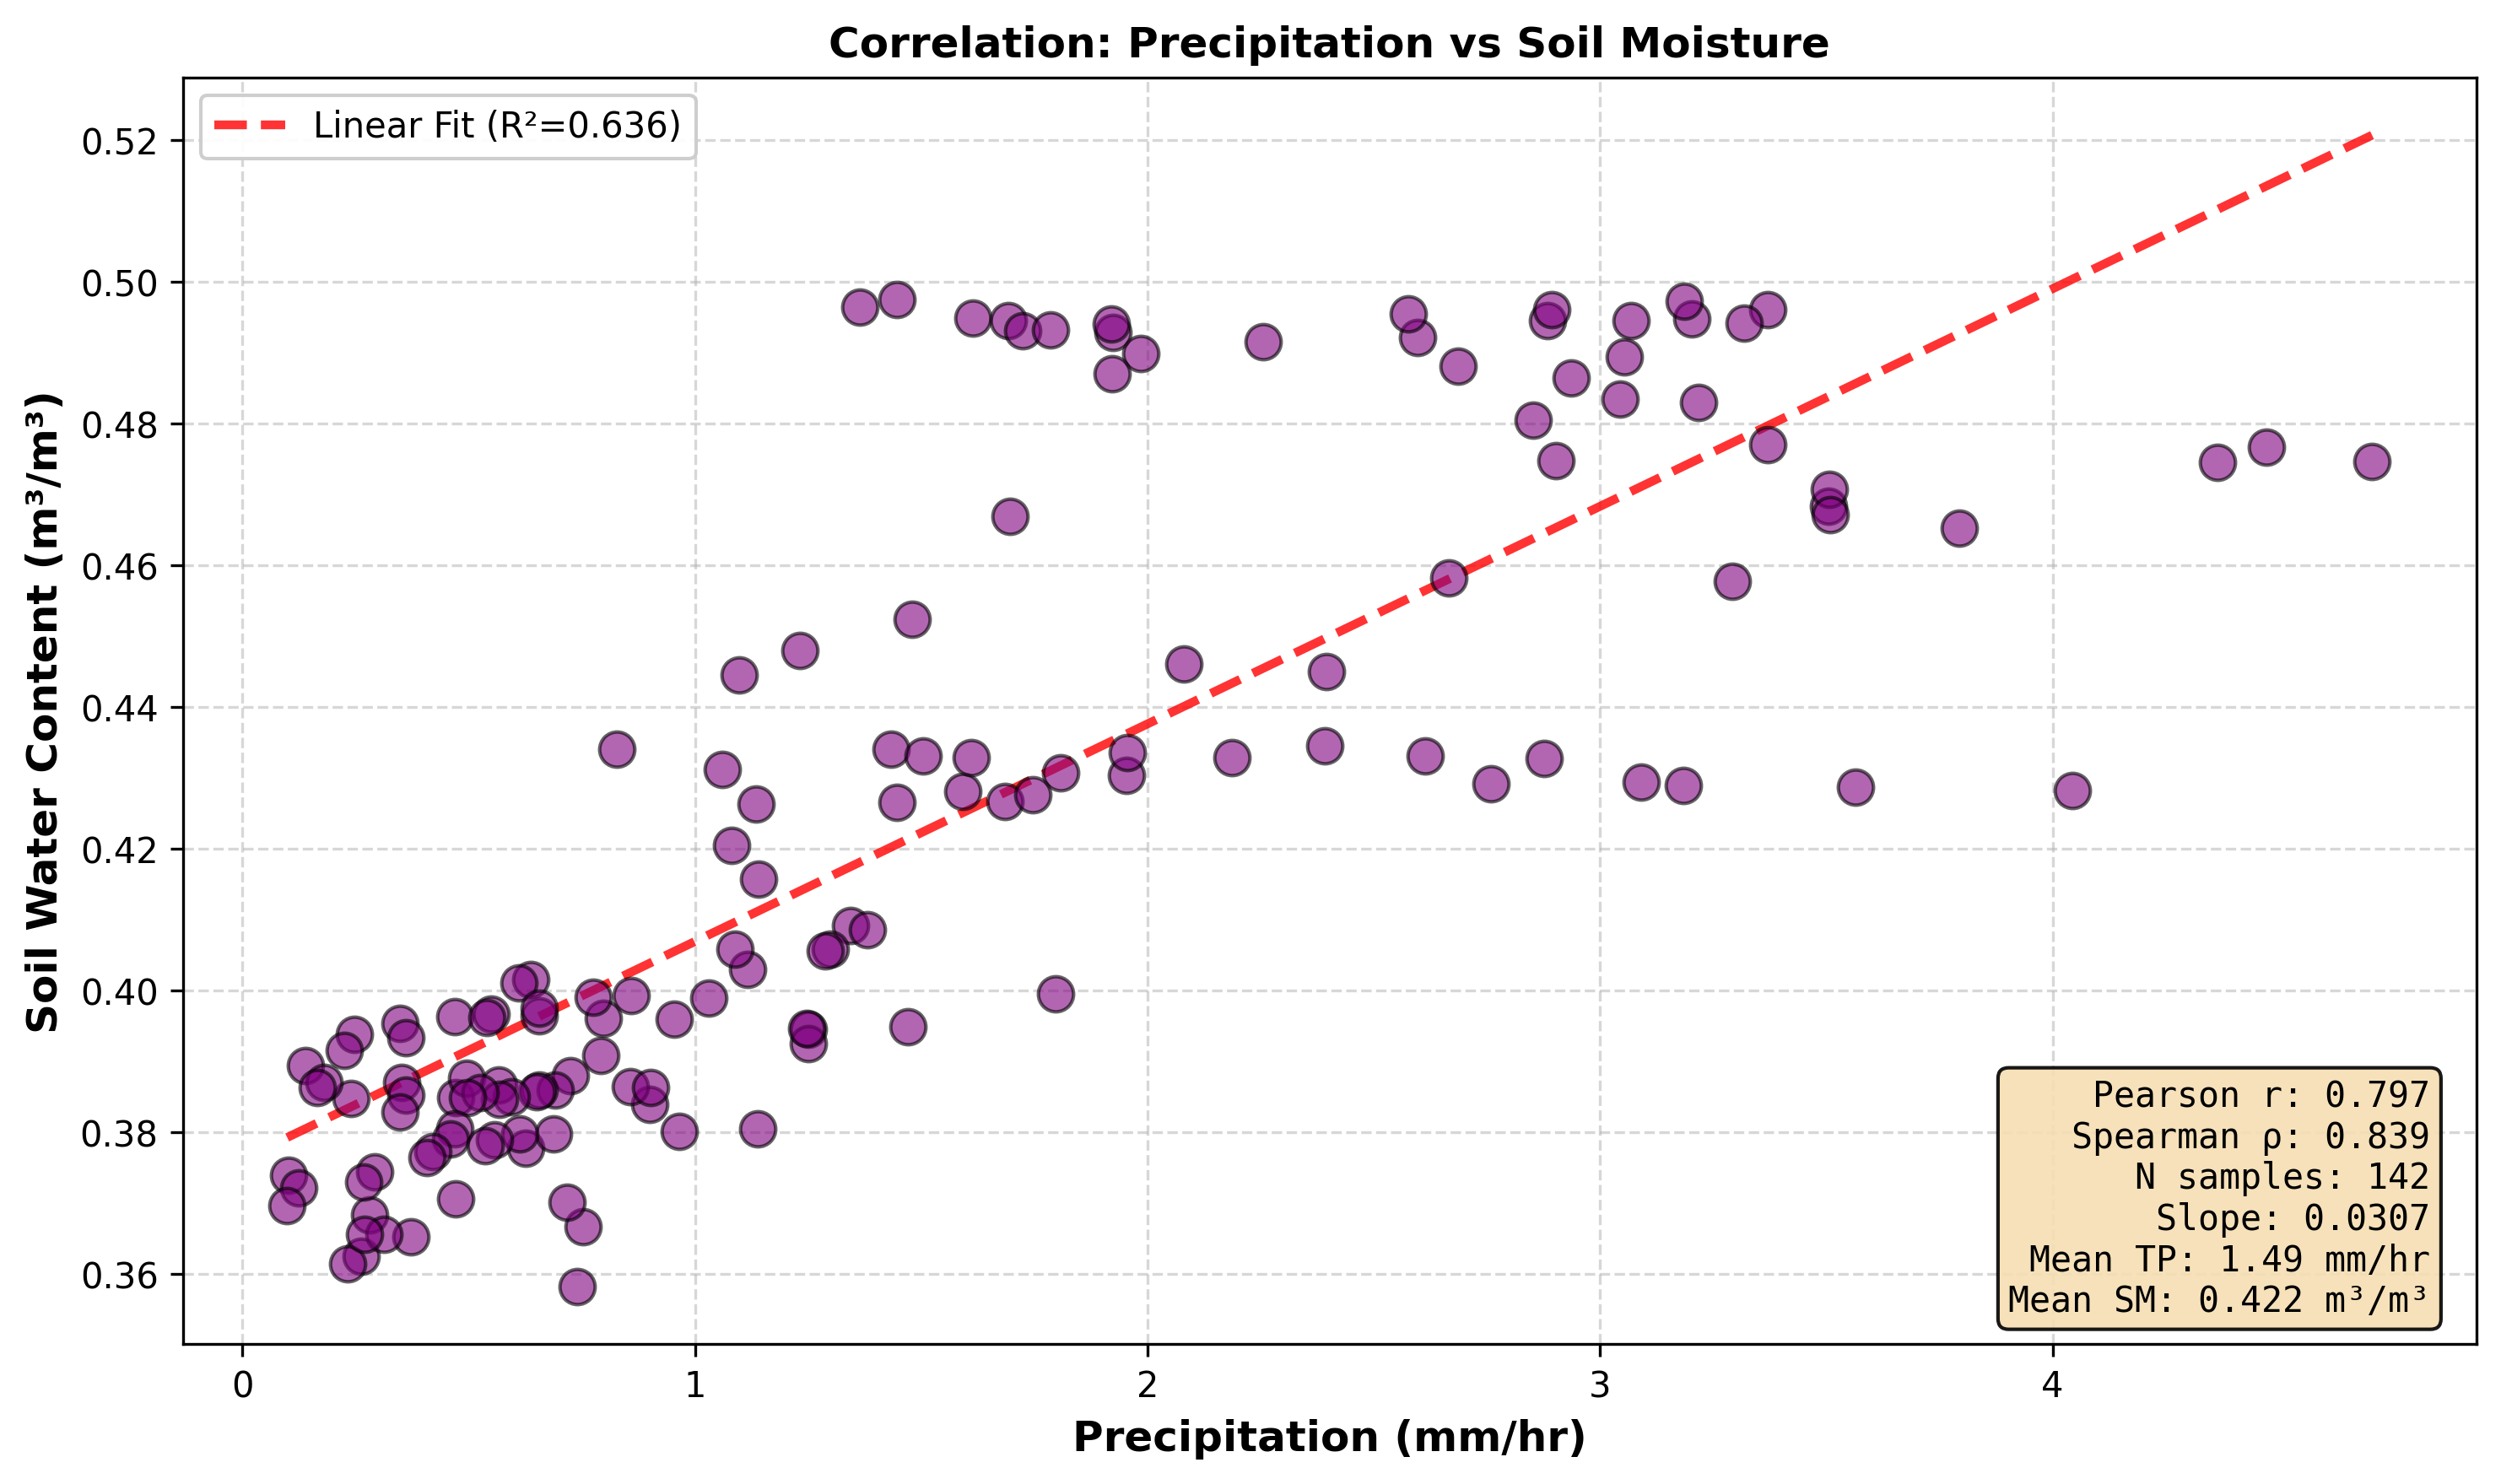 Correlation: Precipitation vs Soil Moisture
Linear Fit (R²=0.636)
Soil Water Content (m³/m³)
0.52
0.50
0.48
0.46
0.44
0.42
0.40
0.38
0.36
Pearson r: 0.797
Spearman ρ: 0.839
N samples: 142
Slope: 0.0307
Mean TP: 1.49 mm/hr
Mean SM: 0.422 m³/m³
0 1 2 3 4
Precipitation (mm/hr)